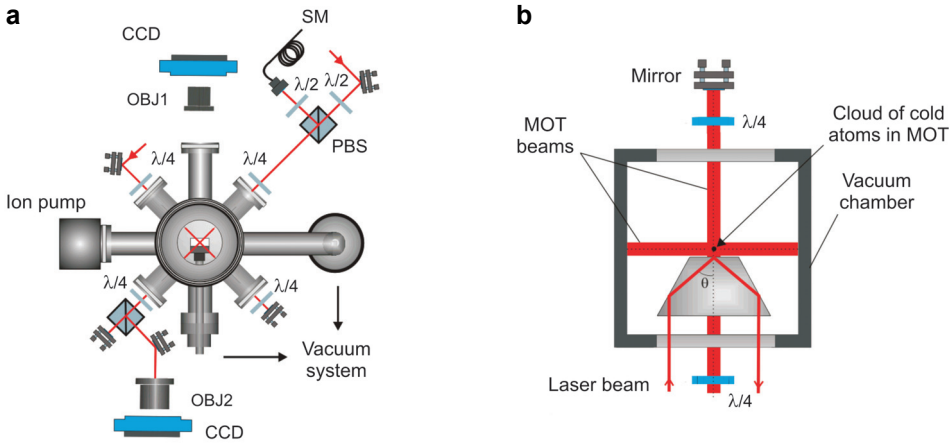 a
SM
CCD
λ/2
λ/2
OBJ1
PBS
λ/4
λ/4
Ion pump
λ/4
λ/4
Vacuum
system
OBJ2
CCD
b
Mirror
λ/4
Cloud of cold
atoms in MOT
MOT
beams
Vacuum
chamber
θ
Laser beam
λ/4